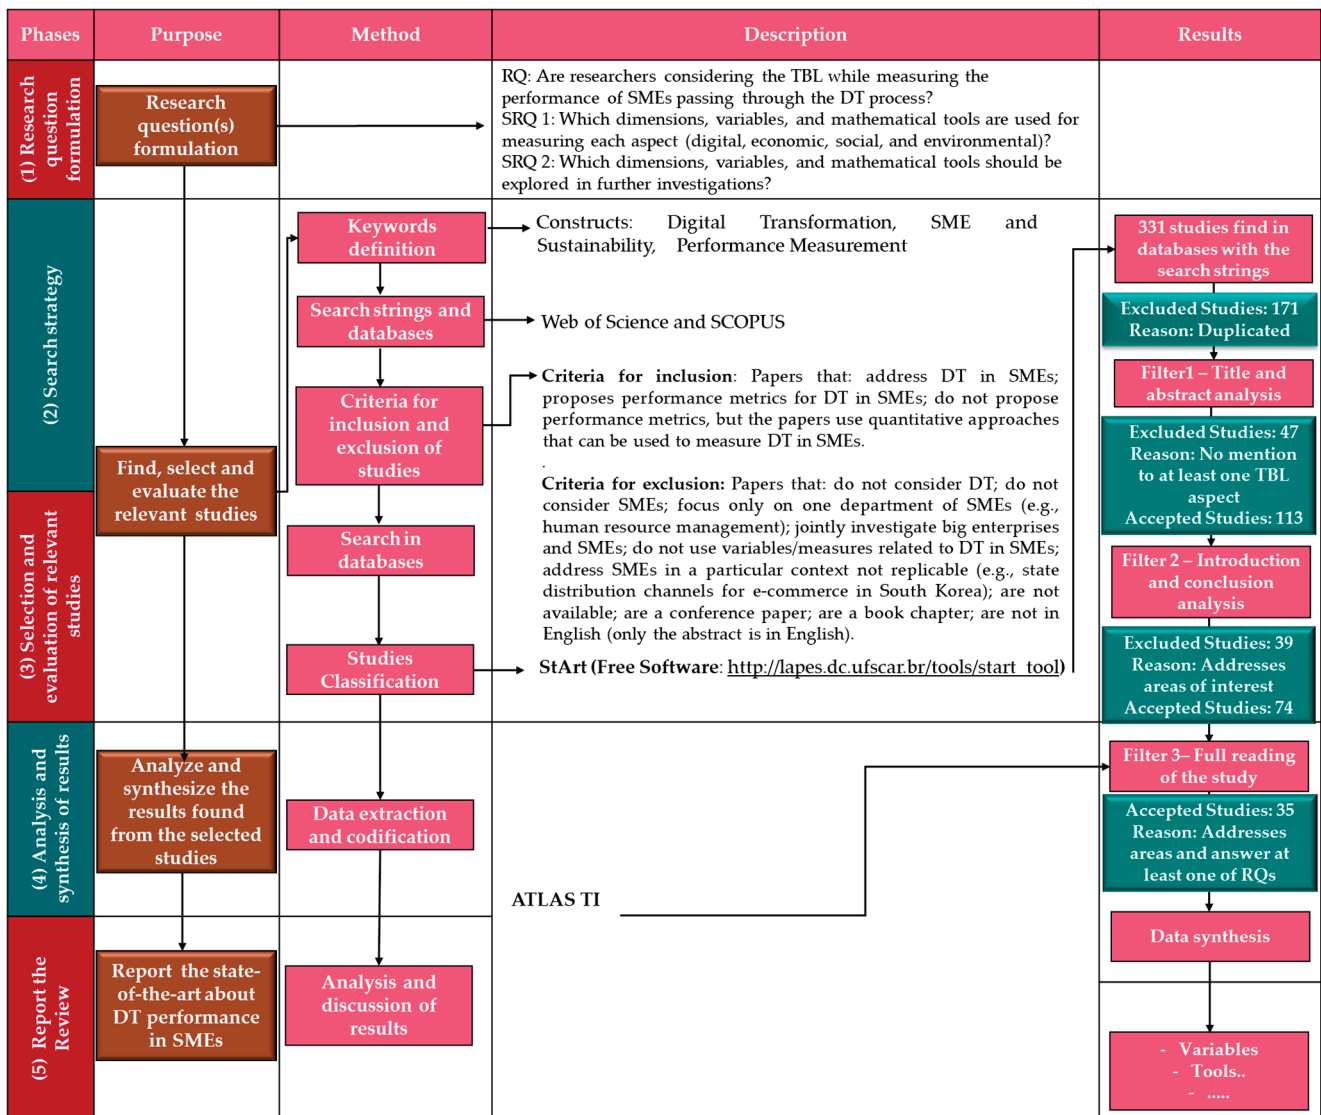 Phases
Purpose
Method
Description
Results
(1) Research
question
formulation
Research
question(s)
formulation
RQ: Are researchers considering the TBL while measuring the
performance of SMEs passing through the DT process?
SRQ 1: Which dimensions, variables, and mathematical tools are used for
measuring each aspect (digital, economic, social, and environmental)?
SRQ 2: Which dimensions, variables, and mathematical tools should be
explored in further investigations?
(2) Search strategy
(3) Selection and
evaluation of relevant
studies
Find, select and
evaluate the
relevant studies
Keywords
definition
Constructs: Digital Transformation, SME and
Sustainability, Performance Measurement
Search strings and
databases
Web of Science and SCOPUS
Criteria for
inclusion and
exclusion of
studies
Criteria for inclusion: Papers that: address DT in SMEs;
proposes performance metrics for DT in SMEs; do not propose
performance metrics, but the papers use quantitative approaches
that can be used to measure DT in SMEs.
.
Criteria for exclusion: Papers that: do not consider DT; do not
consider SMEs; focus only on one department of SMEs (e.g.,
human resource management); jointly investigate big enterprises
and SMEs; do not use variables/measures related to DT in SMEs;
address SMEs in a particular context not replicable (e.g., state
distribution channels for e-commerce in South Korea); are not
available; are a conference paper; are a book chapter; are not in
English (only the abstract is in English).
Search in
databases
Studies
Classification
StArt (Free Software: http://lapes.dc.ufscar.br/tools/start_tool)
331 studies find in
databases with the
search strings
Excluded Studies: 171
Reason: Duplicated
Filter1 – Title and
abstract analysis
Excluded Studies: 47
Reason: No mention
to at least one TBL
aspect
Accepted Studies: 113
Filter 2 – Introduction
and conclusion
analysis
Excluded Studies: 39
Reason: Addresses
areas of interest
Accepted Studies: 74
(4) Analysis and
synthesis of results
Analyze and
synthesize the
results found
from the selected
studies
Data extraction
and codification
ATLAS TI
Filter 3– Full reading
of the study
Accepted Studies: 35
Reason: Addresses
areas and answer at
least one of RQs
Data synthesis
(5) Report the
Review
Report the state-
of-the-art about
DT performance
in SMEs
Analysis and
discussion of
results
- Variables
- Tools..
- .....